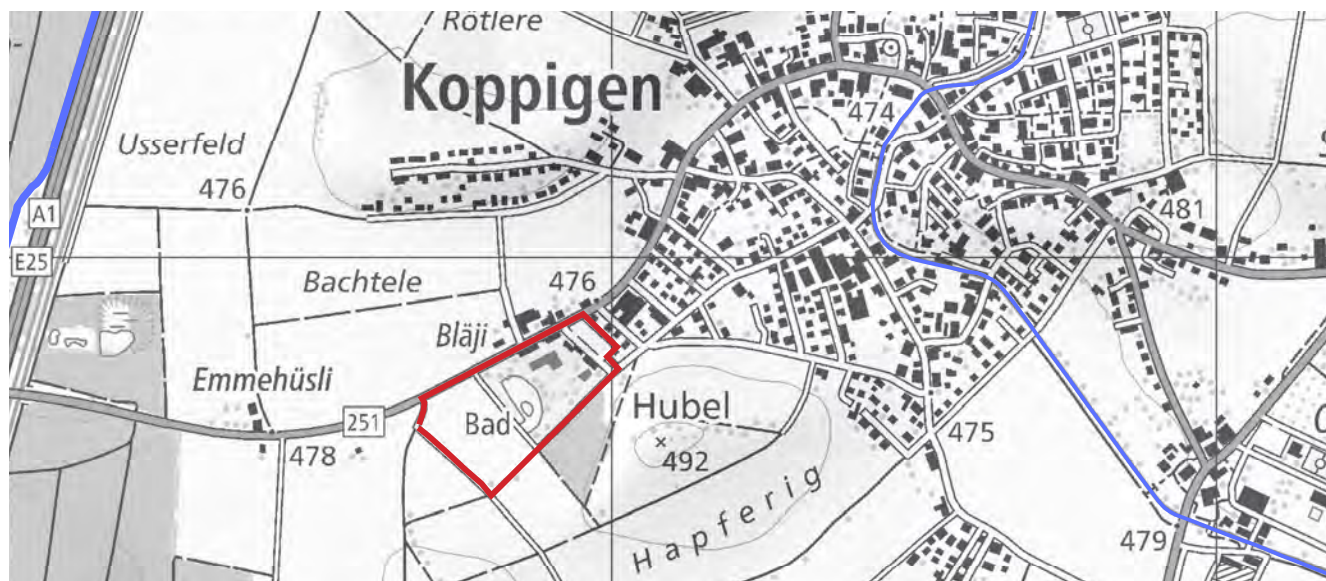 Rötlere
Koppigen
474
Usserfeld
476
481
A1
E25
Bachtele
476
Bläji
Emmehüsli
251
Bad
Hubel
478
492
475
Hapferig
479